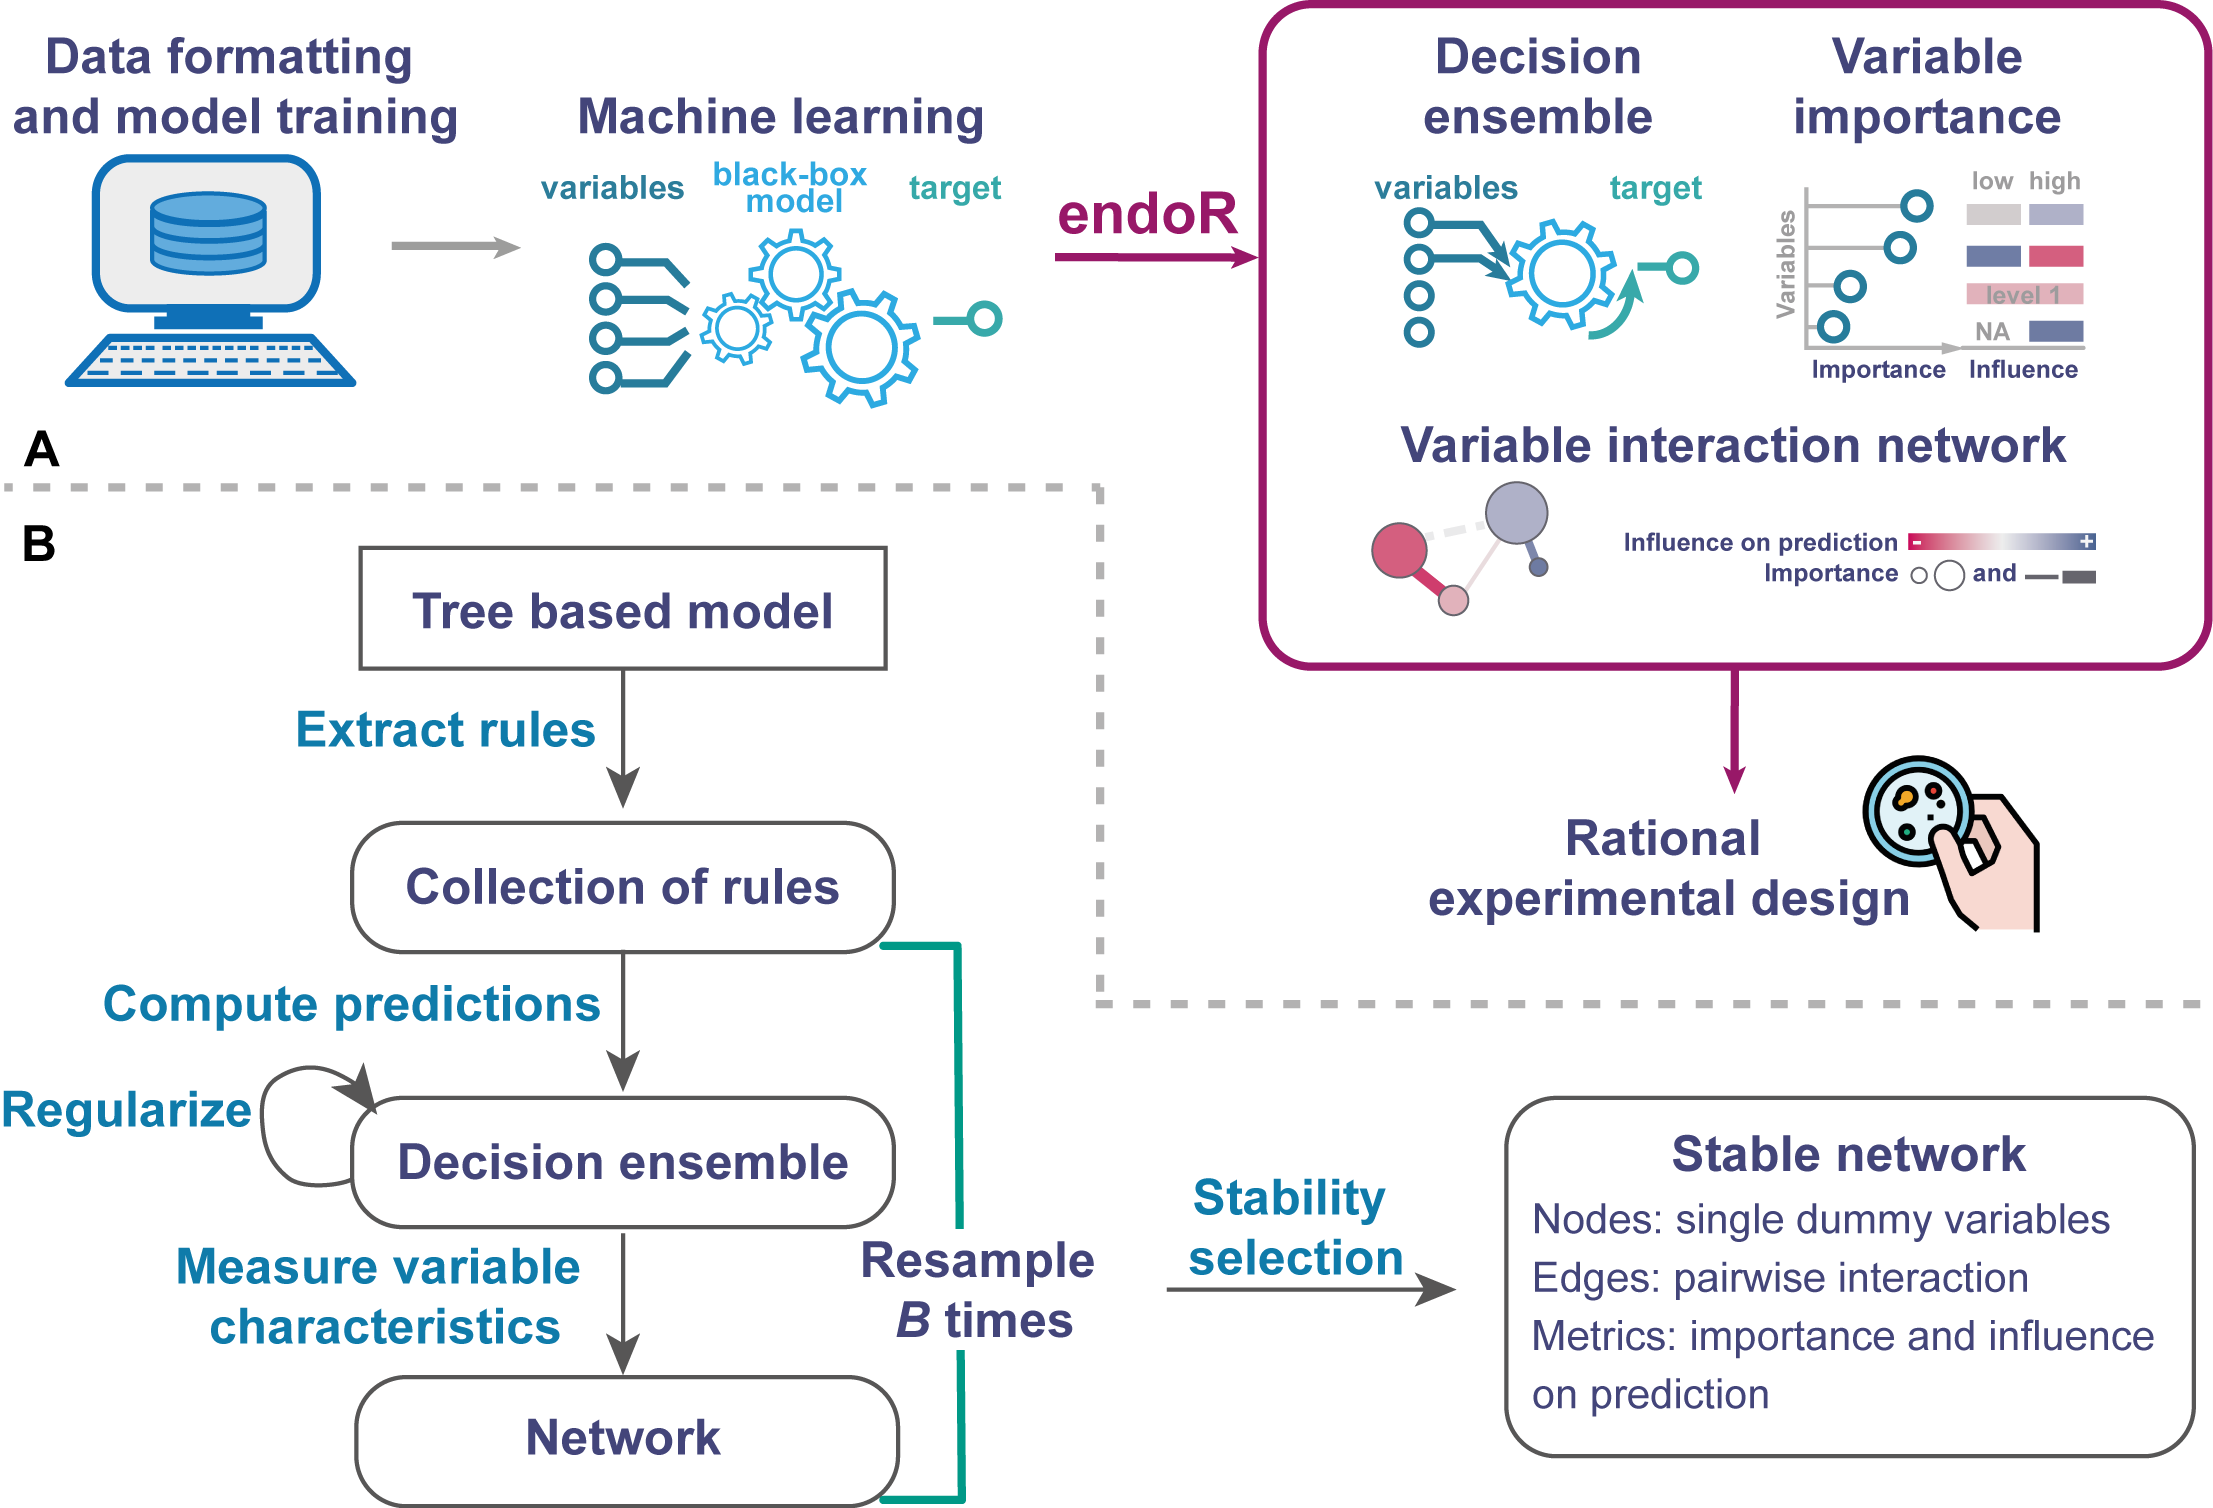 Data formatting
and model training
Machine learning
variables
black-box
model
target
endoR
Decision
ensemble
variables
target
Variable
importance
low high
Variables
level 1
NA
Importance
Influence
Variable interaction network
Influence on prediction - +
Importance and
Rational
experimental design
A
B
Tree based model
Extract rules
Collection of rules
Compute predictions
Regularize
Decision ensemble
Measure variable
characteristics
Network
Resample
B times
Stability
selection
Stable network
Nodes: single dummy variables
Edges: pairwise interaction
Metrics: importance and influence
on prediction